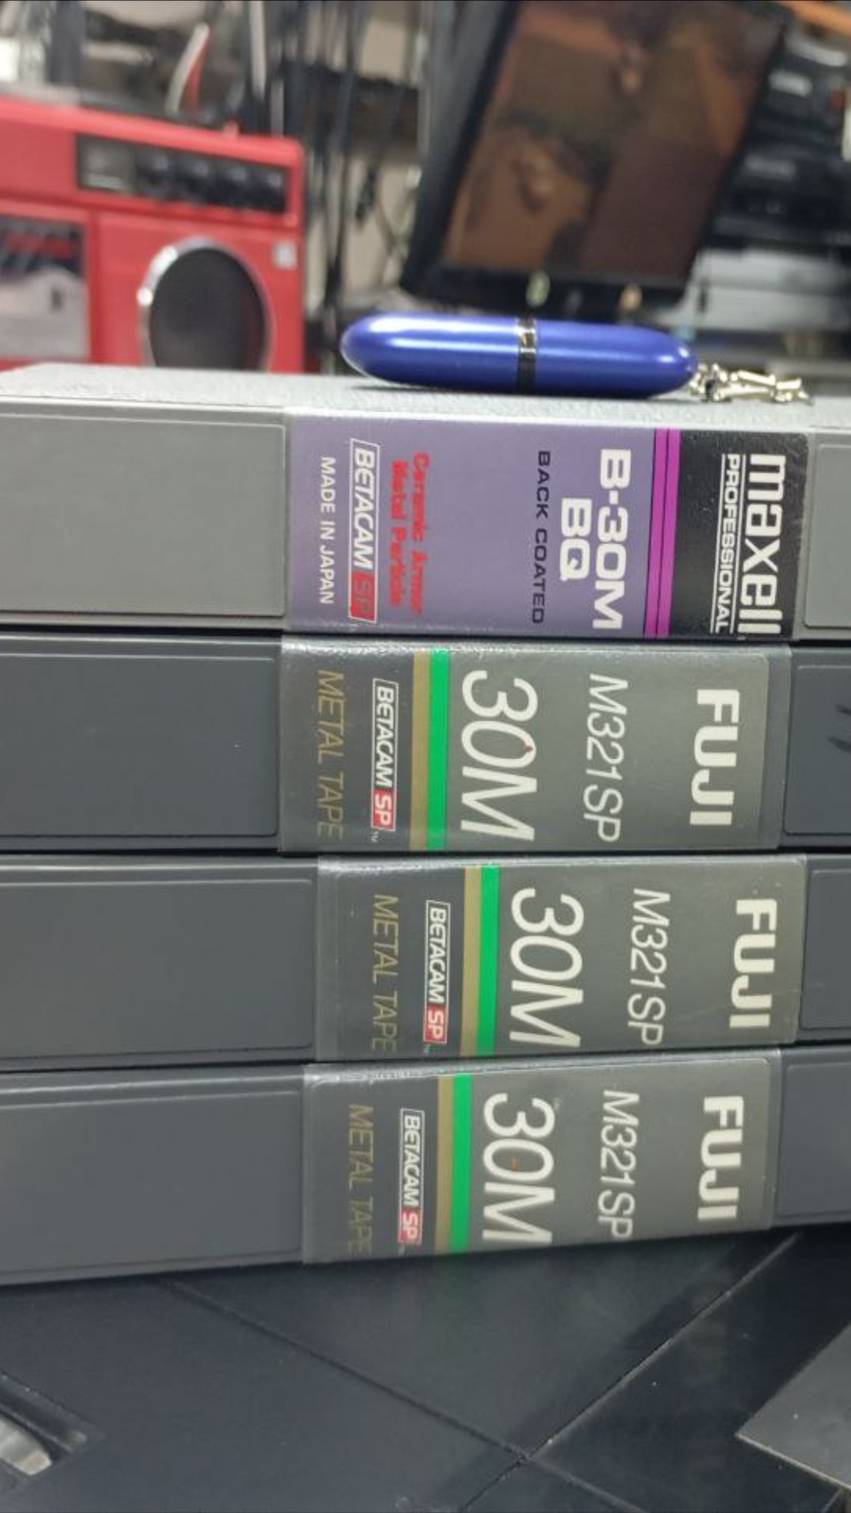 maxell
PROFESSIONAL
B-30M
BQ
BACK COATED
Ceramic Armor
Metal Particle
BETACAM SP
MADE IN JAPAN
FUJI
M321SP
30M
BETACAM SP
METAL TAPE
FUJI
M321SP
30M
BETACAM SP
METAL TAPE
FUJI
M321SP
30M
BETACAM SP
METAL TAPE